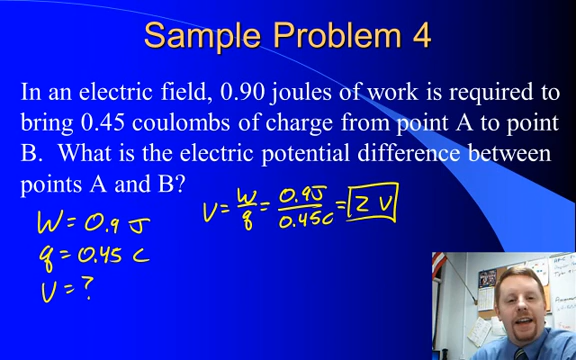 Sample Problem 4
In an electric field, 0.90 joules of work is required to
bring 0.45 coulombs of charge from point A to point
B. What is the electric potential difference between
points A and B?
W = 0.9 J
q = 0.45 C
V = ?
V = W/q = 0.9J/0.45C = 2 V